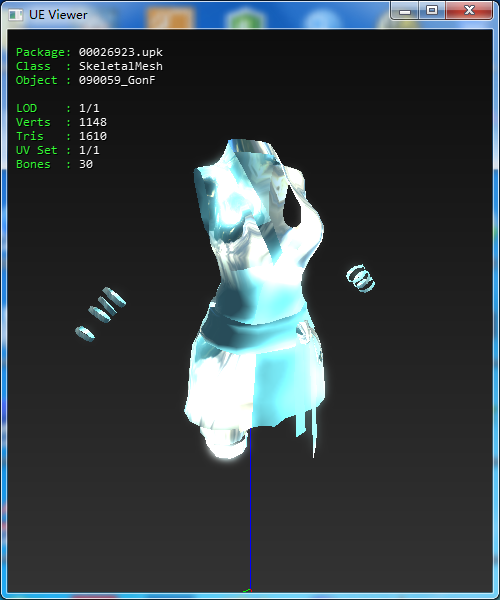 UE Viewer
Package: 00026923.upk
Class  : SkeletalMesh
Object : 090059_GonF
LOD    : 1/1
Verts  : 1148
Tris   : 1610
UV Set : 1/1
Bones  : 30